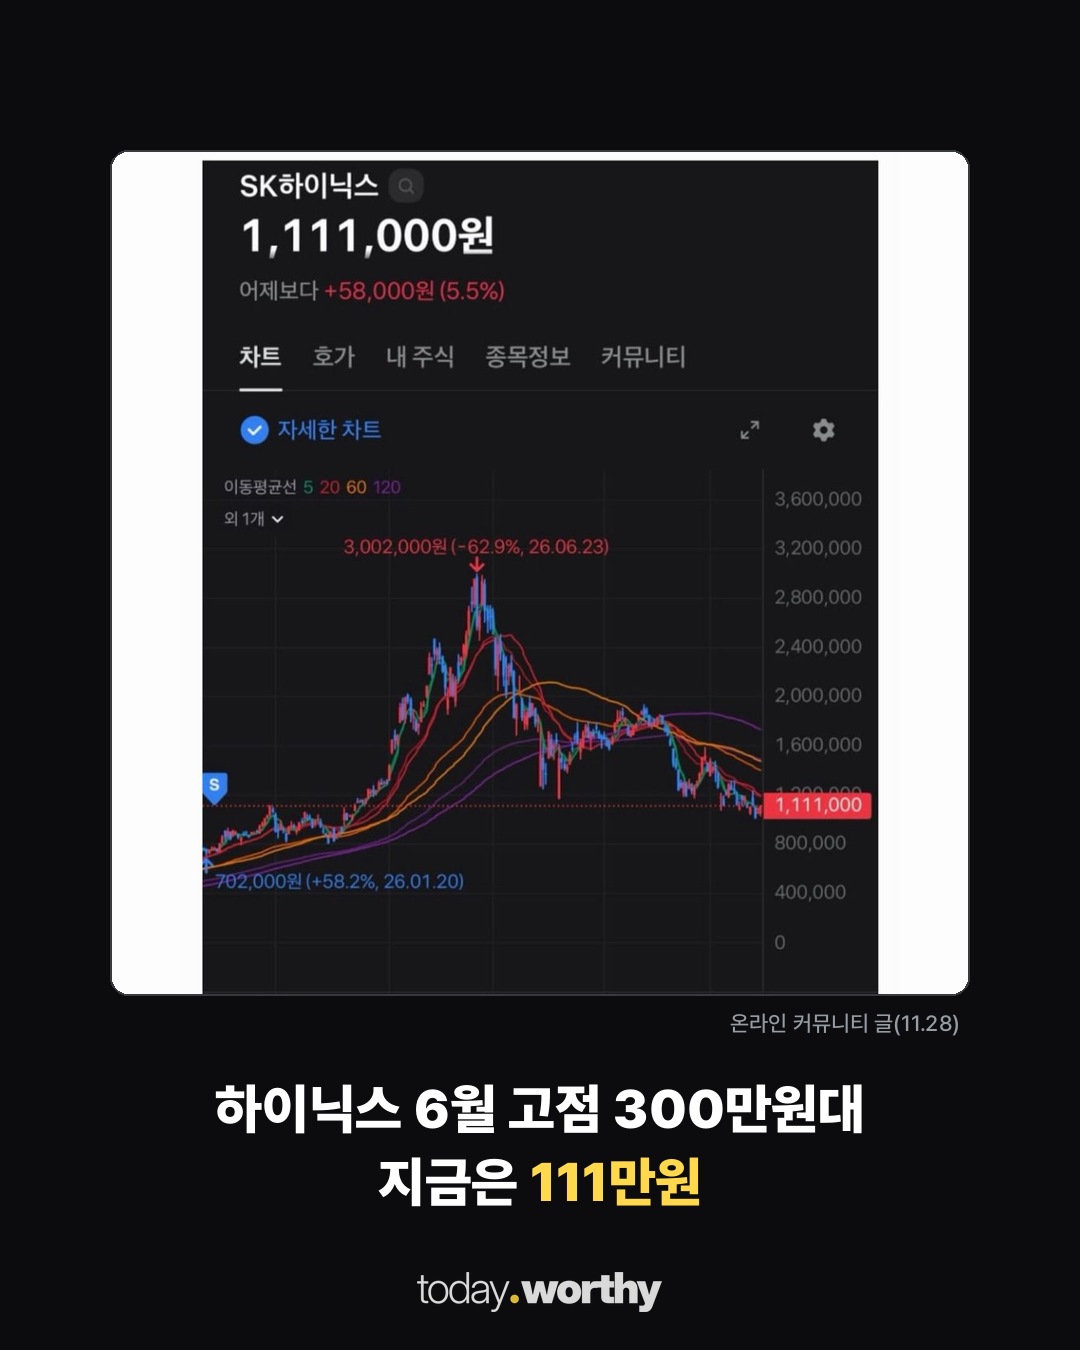 SK하이닉스
1,111,000원
어제보다 +58,000원 (5.5%)
차트 호가 내 주식 종목정보 커뮤니티
자세한 차트
이동평균선 5 20 60 120
외 1개
3,600,000
3,002,000원 (-62.9%, 26.06.23)
3,200,000
2,800,000
2,400,000
2,000,000
1,600,000
S
1,200,000
1,111,000
800,000
702,000원 (+58.2%, 26.01.20)
400,000
0
온라인 커뮤니티 글(11.28)
하이닉스 6월 고점 300만원대
지금은 111만원
today.worthy